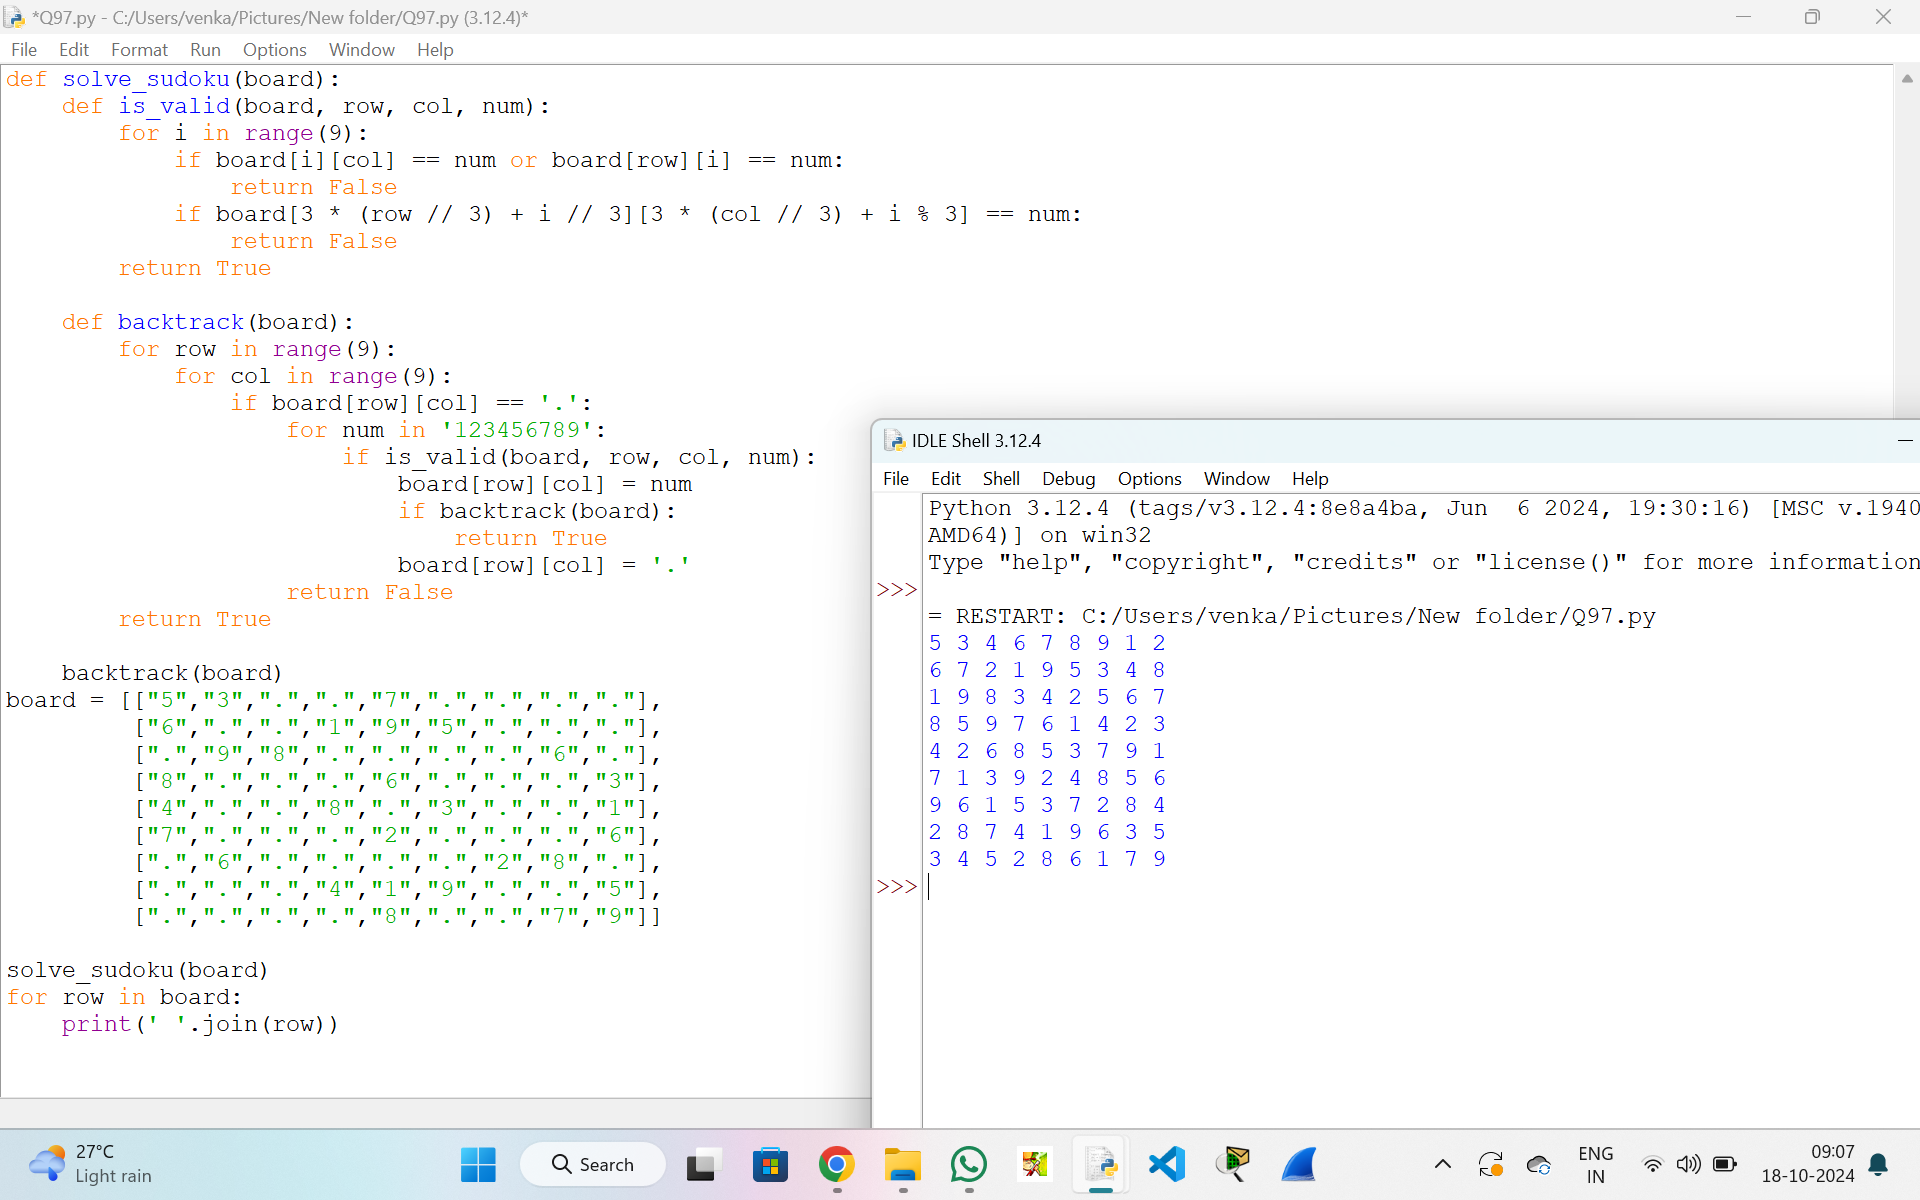 *Q97.py - C:/Users/venka/Pictures/New folder/Q97.py (3.12.4)*
File Edit Format Run Options Window Help
def solve_sudoku(board):
    def is_valid(board, row, col, num):
        for i in range(9):
            if board[i][col] == num or board[row][i] == num:
                return False
            if board[3 * (row // 3) + i // 3][3 * (col // 3) + i % 3] == num:
                return False
        return True
    def backtrack(board):
        for row in range(9):
            for col in range(9):
                if board[row][col] == '.':
                    for num in '123456789':
                        if is_valid(board, row, col, num):
                            board[row][col] = num
                            if backtrack(board):
                                return True
                            board[row][col] = '.'
                    return False
        return True
    backtrack(board)
board = [["5","3",".",".","7",".",".",".","."],
         ["6",".",".","1","9","5",".",".","."],
         [".","9","8",".",".",".",".","6","."],
         ["8",".",".",".","6",".",".",".","3"],
         ["4",".",".","8",".","3",".",".","1"],
         ["7",".",".",".","2",".",".",".","6"],
         [".","6",".",".",".",".","2","8","."],
         [".",".",".","4","1","9",".",".","5"],
         [".",".",".",".","8",".",".","7","9"]]
solve_sudoku(board)
for row in board:
    print(' '.join(row))
IDLE Shell 3.12.4
File Edit Shell Debug Options Window Help
Python 3.12.4 (tags/v3.12.4:8e8a4ba, Jun  6 2024, 19:30:16) [MSC v.1940
AMD64)] on win32
Type "help", "copyright", "credits" or "license()" for more information
>>>
= RESTART: C:/Users/venka/Pictures/New folder/Q97.py
5 3 4 6 7 8 9 1 2
6 7 2 1 9 5 3 4 8
1 9 8 3 4 2 5 6 7
8 5 9 7 6 1 4 2 3
4 2 6 8 5 3 7 9 1
7 1 3 9 2 4 8 5 6
9 6 1 5 3 7 2 8 4
2 8 7 4 1 9 6 3 5
3 4 5 2 8 6 1 7 9
>>>
27°C
Light rain
Search
ENG
IN
09:07
18-10-2024